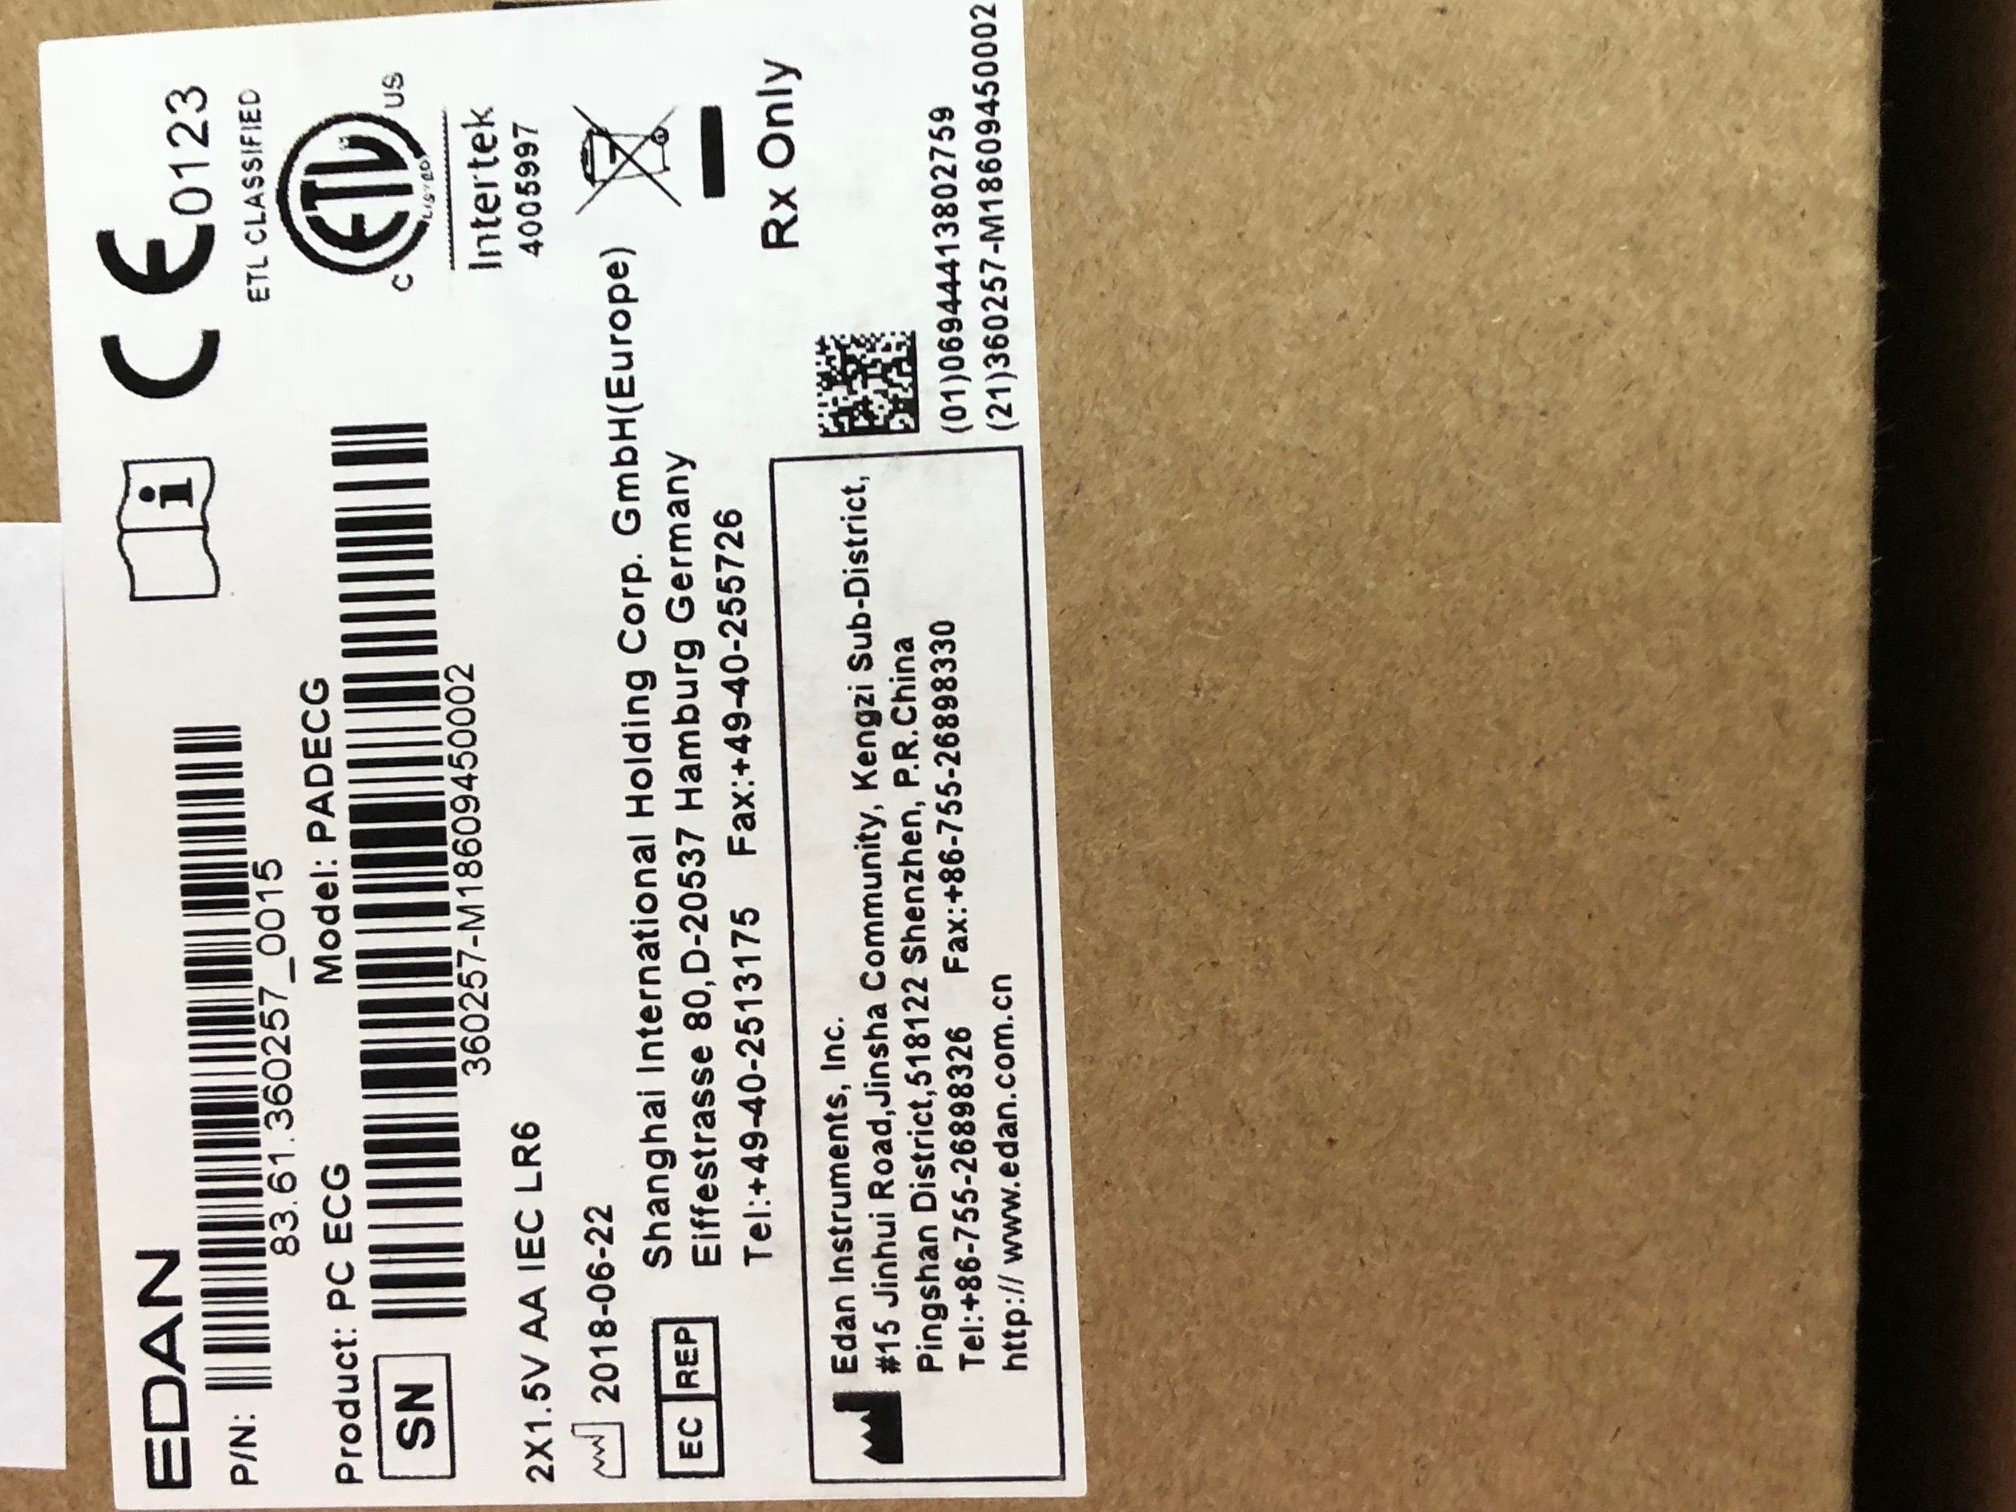 EDAN
P/N:
83.61.360257_0015
Product: PC ECG Model: PADECG
SN
360257-M18609450002
2X1.5V AA IEC LR6
2018-06-22
EC REP
Shanghai International Holding Corp. GmbH(Europe)
Eiffestrasse 80,D-20537 Hamburg Germany
Tel:+49-40-2513175 Fax:+49-40-255726
Edan Instruments, Inc.
#15 Jinhui Road,Jinsha Community, Kengzi Sub-District,
Pingshan District,518122 Shenzhen, P.R.China
Tel:+86-755-26898326 Fax:+86-755-26898330
http:// www.edan.com.cn
i
CE0123
ETL CLASSIFIED
C ETL US
LISTED
Intertek
4005997
Rx Only
(01)06944413802759
(21)360257-M18609450002